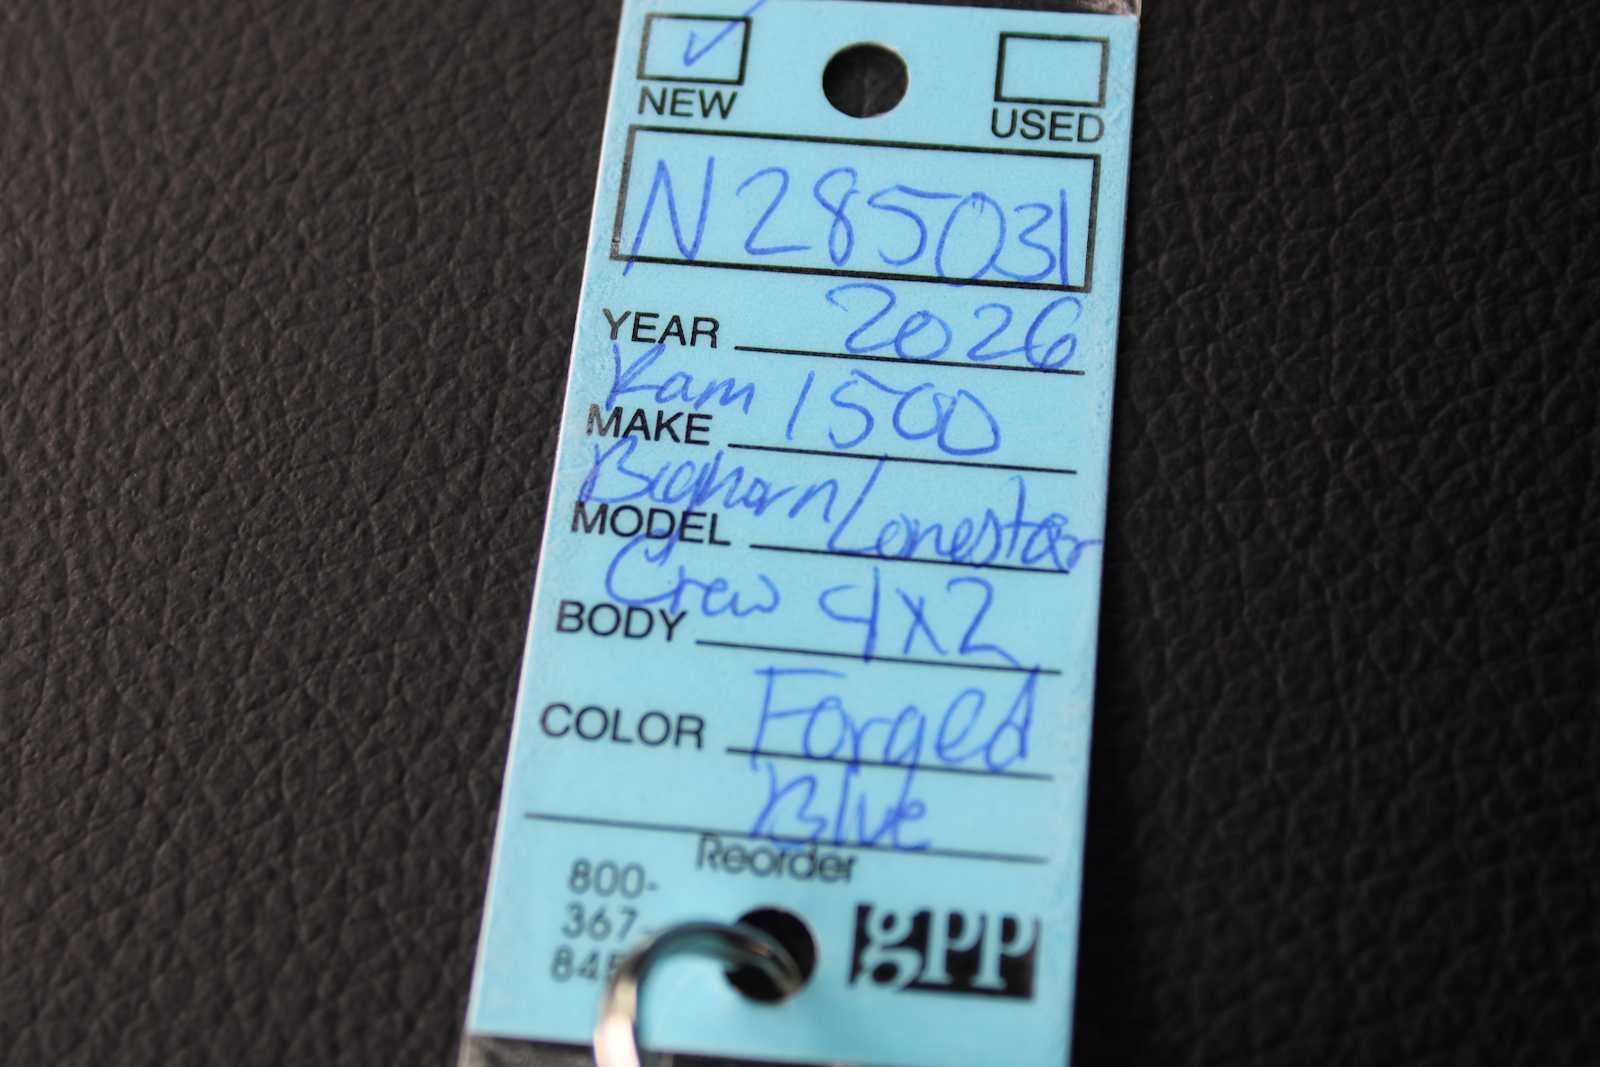 NEW USED
N285031
YEAR 2026
Ram 1500
MAKE
Bighorn/Lonestar
MODEL
Crew 4x2
BODY
COLOR Forged
Blue
Reorder
800-
367-
gpp